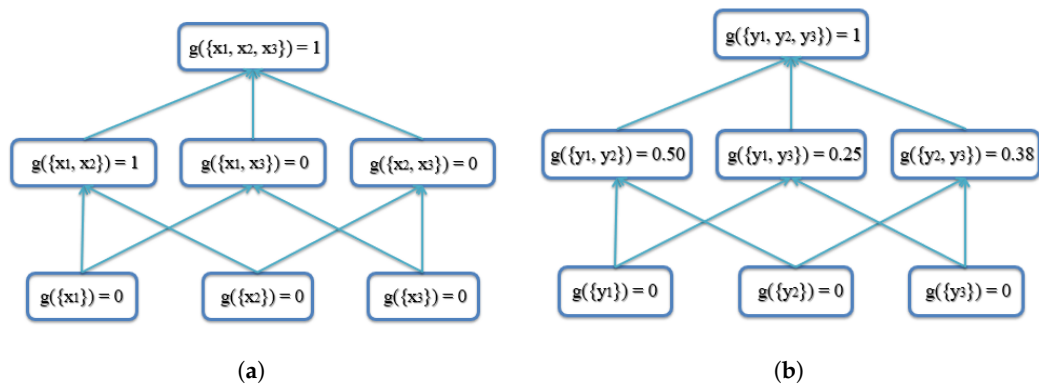 g({x1, x2, x3}) = 1
g({x1, x2}) = 1
g({x1, x3}) = 0
g({x2, x3}) = 0
g({x1}) = 0
g({x2}) = 0
g({x3}) = 0
(a)
g({y1, y2, y3}) = 1
g({y1, y2}) = 0.50
g({y1, y3}) = 0.25
g({y2, y3}) = 0.38
g({y1}) = 0
g({y2}) = 0
g({y3}) = 0
(b)